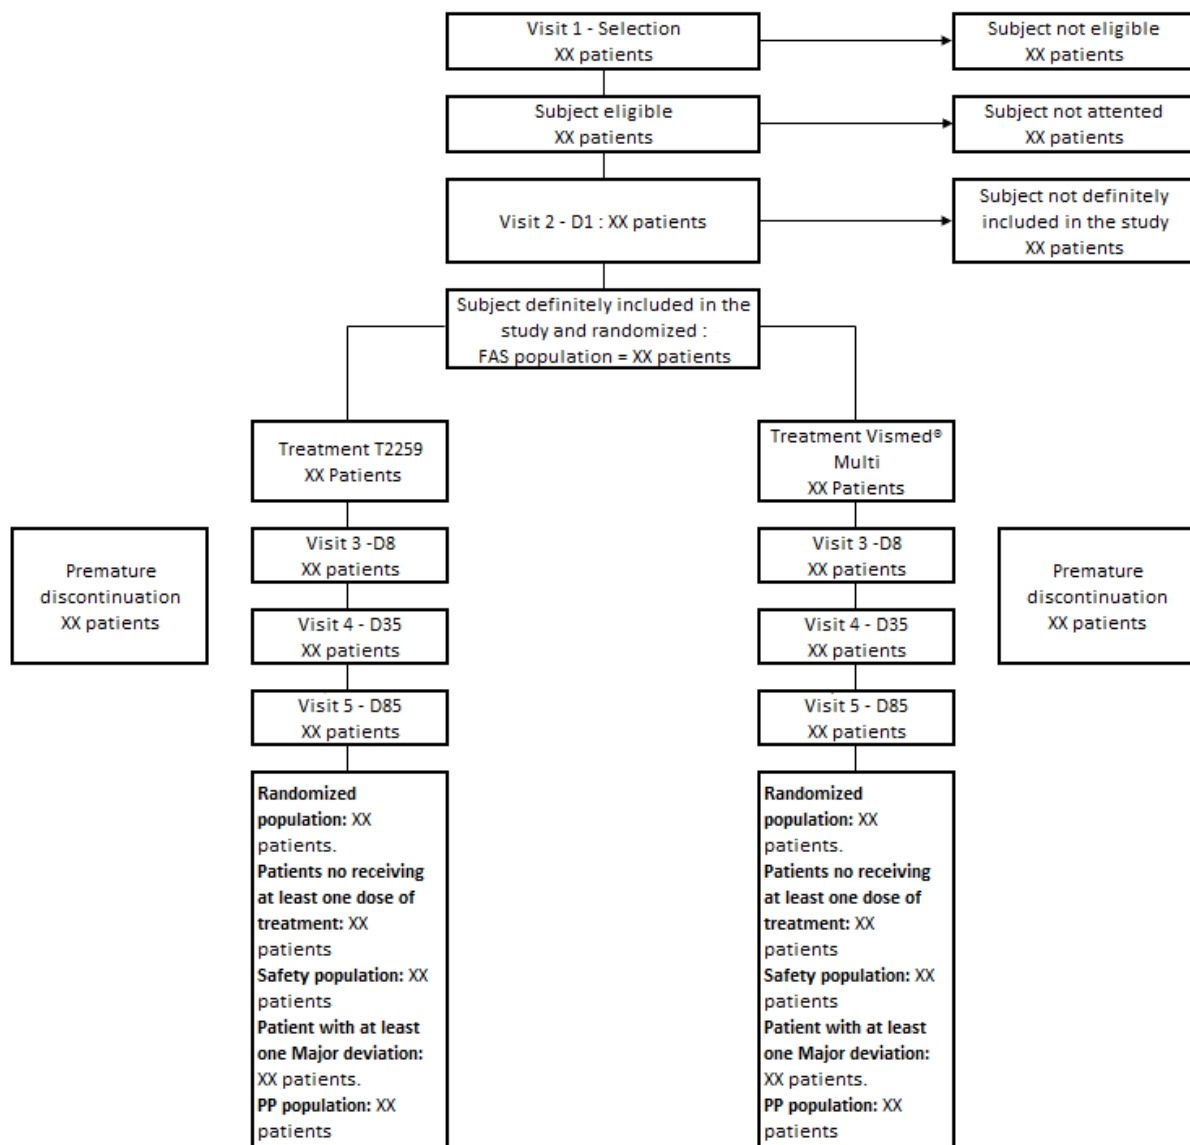 Visit 1 - Selection
XX patients
Subject not eligible
XX patients
Subject eligible
XX patients
Subject not attented
XX patients
Visit 2 - D1 : XX patients
Subject not definitely
included in the study
XX patients
Subject definitely included in the
study and randomized :
FAS population = XX patients
Treatment T2259
XX Patients
Treatment Vismed®
Multi
XX Patients
Premature
discontinuation
XX patients
Visit 3 -D8
XX patients
Visit 4 - D35
XX patients
Visit 5 - D85
XX patients
Visit 3 -D8
XX patients
Visit 4 - D35
XX patients
Visit 5 - D85
XX patients
Premature
discontinuation
XX patients
Randomized
population: XX
patients.
Patients no receiving
at least one dose of
treatment: XX
patients
Safety population: XX
patients
Patient with at least
one Major deviation:
XX patients.
PP population: XX
patients
Randomized
population: XX
patients.
Patients no receiving
at least one dose of
treatment: XX
patients
Safety population: XX
patients
Patient with at least
one Major deviation:
XX patients.
PP population: XX
patients